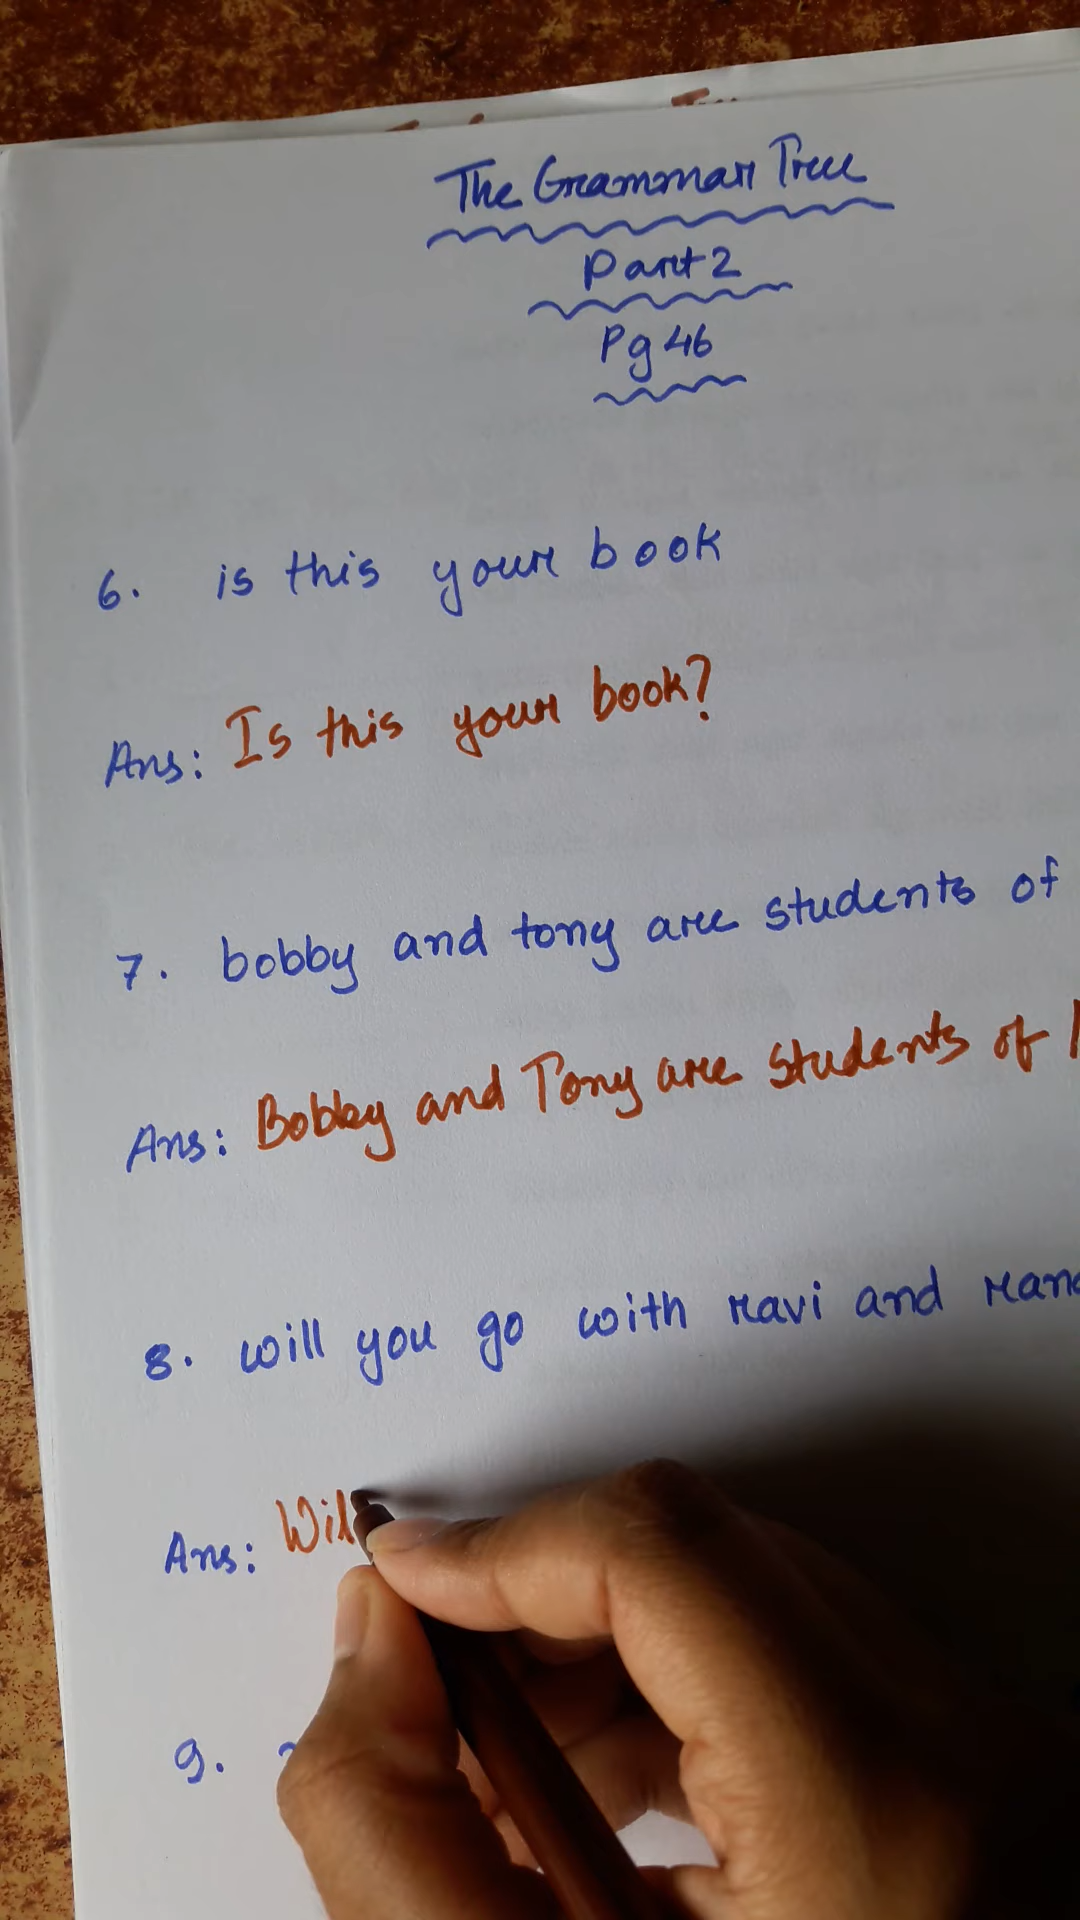 The Grammar Tree
Part 2
Pg 46
6. is this your book
Ans: Is this your book?
7. bobby and tony are students of
Ans: Bobby and Tony are students of
8. will you go with ravi and
Ans: Wil
9.